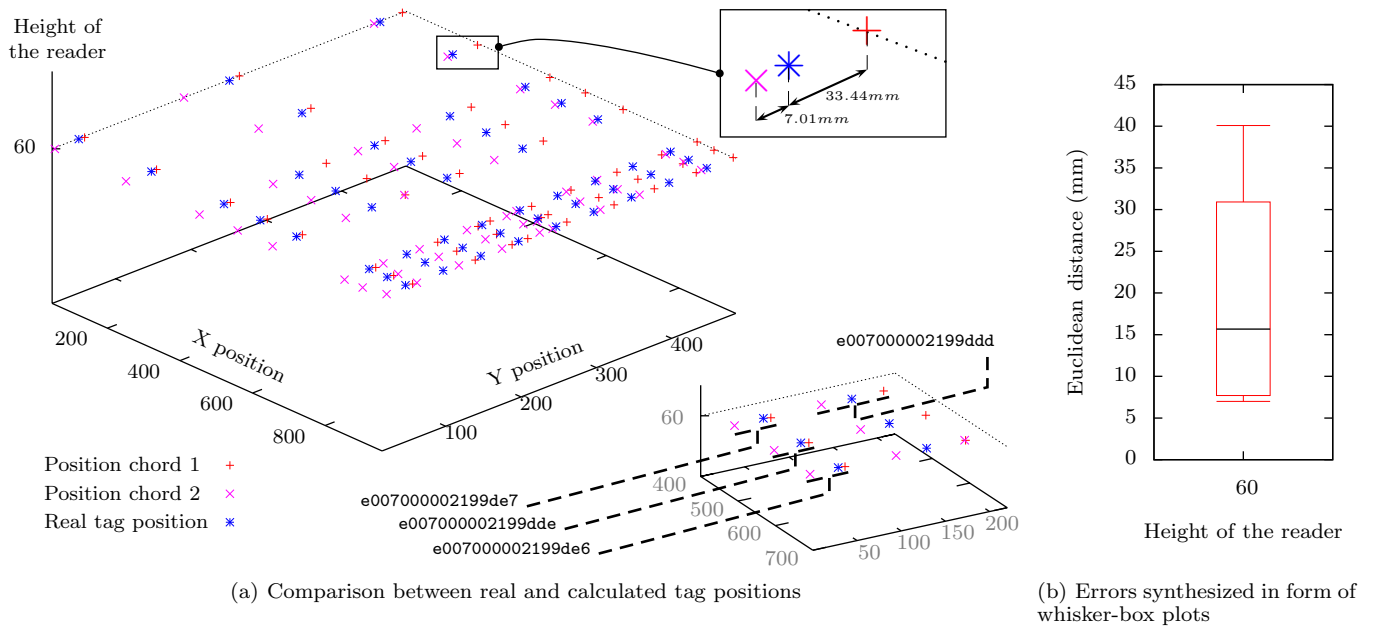 Height of
the reader
60
200
400
600
800
X position
100
200
300
400
Y position
33.44mm
7.01mm
Position chord 1
Position chord 2
Real tag position
e007000002199ddd
e007000002199de7
e007000002199dde
e007000002199de6
60
400
500
600
700
50
100
150
200
(a) Comparison between real and calculated tag positions
45
40
35
30
25
20
15
10
5
0
Euclidean distance (mm)
60
Height of the reader
(b) Errors synthesized in form of
whisker-box plots